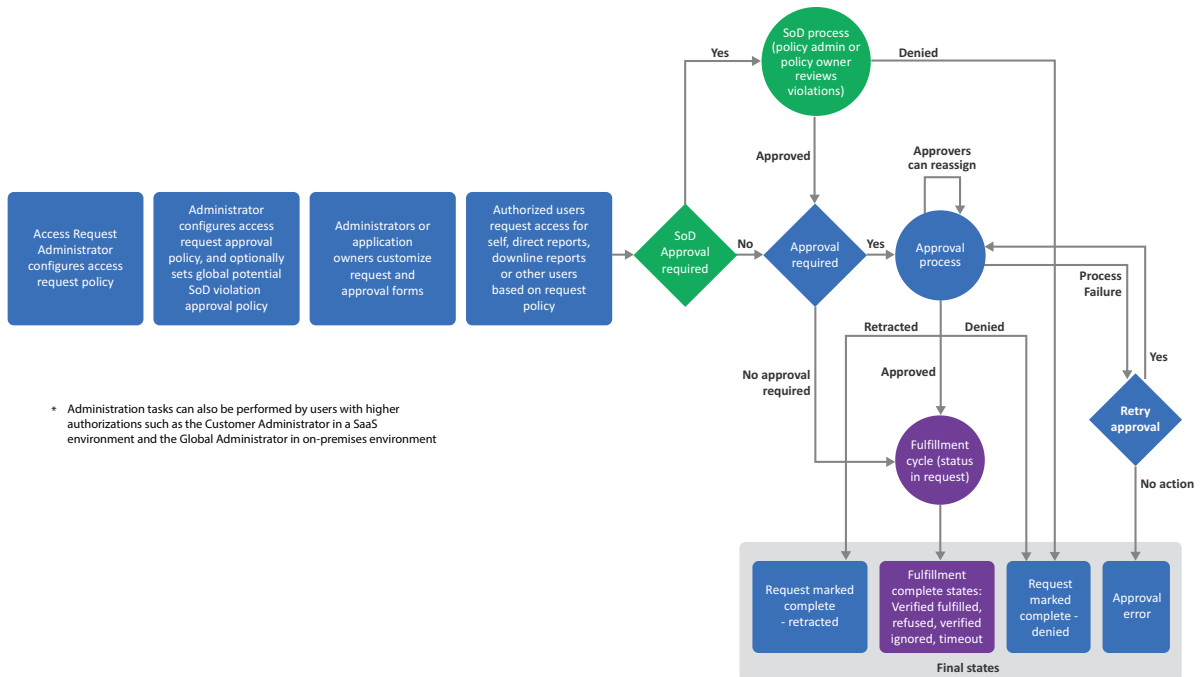 SoD process
(policy admin or
policy owner
reviews
violations)
Yes
Denied
Approved
Approvers
can reassign
Access Request
Administrator
configures access
request policy
Administrator
configures access
request approval
policy, and optionally
sets global potential
SoD violation
approval policy
Administrators or
application
owners customize
request and
approval forms
Authorized users
request access for
self, direct reports,
downline reports
or other users
based on request
policy
SoD
Approval
required
No
Approval
required
Yes
Approval
process
Process
Failure
Retracted
Denied
Approved
No approval
required
Yes
Retry
approval
No action
* Administration tasks can also be performed by users with higher
authorizations such as the Customer Administrator in a SaaS
environment and the Global Administrator in on-premises environment
Fulfillment
cycle (status
in request)
Request marked
complete
- retracted
Fulfillment
complete states:
Verified fulfilled,
refused, verified
ignored, timeout
Request
marked
complete -
denied
Approval
error
Final states